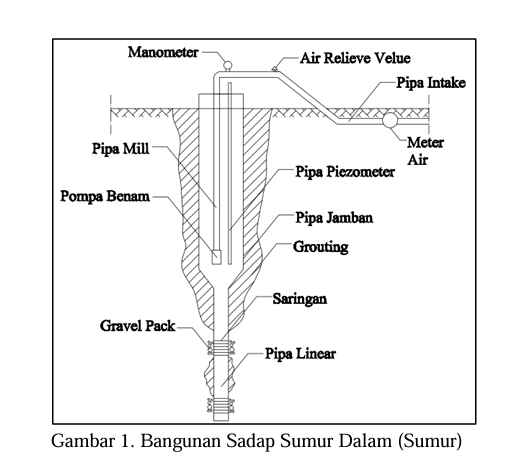 Manometer
Air Relieve Velue
Pipa Intake
Meter
Air
Pipa Mill
Pipa Piezometer
Pompa Benam
Pipa Jamban
Grouting
Saringan
Gravel Pack
Pipa Linear
Gambar 1. Bangunan Sadap Sumur Dalam (Sumur)